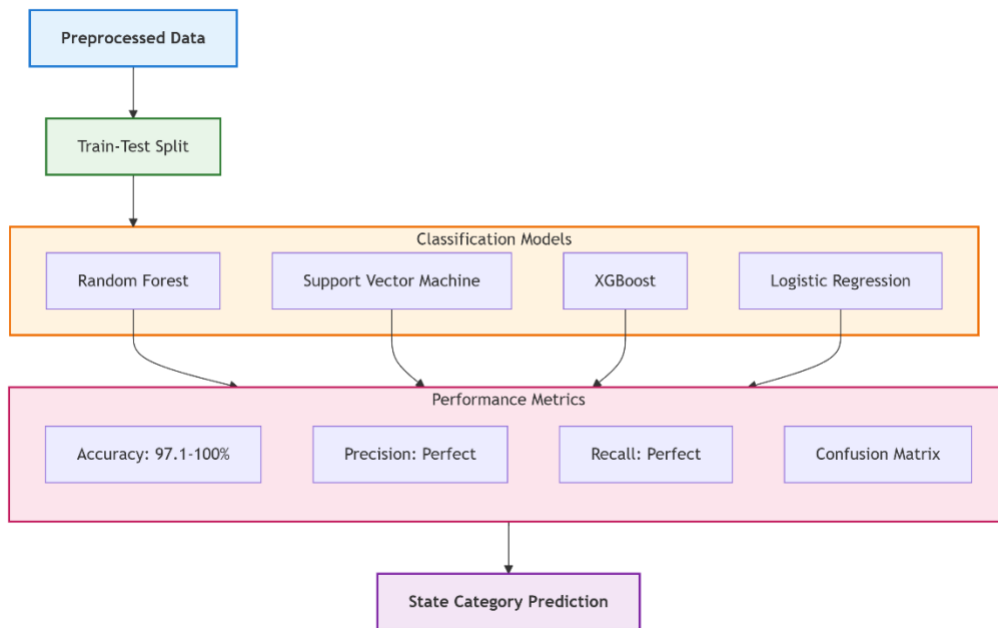 Preprocessed Data
Train-Test Split
Classification Models
Random Forest
Support Vector Machine
XGBoost
Logistic Regression
Performance Metrics
Accuracy: 97.1-100%
Precision: Perfect
Recall: Perfect
Confusion Matrix
State Category Prediction